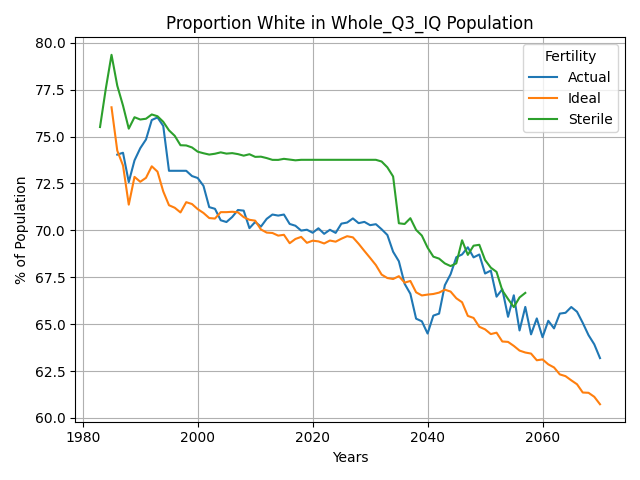 Proportion White in Whole_Q3_IQ Population
80.0
77.5
75.0
72.5
70.0
67.5
65.0
62.5
60.0
% of Population
Fertility
Actual
Ideal
Sterile
1980
2000
2020
2040
2060
Years